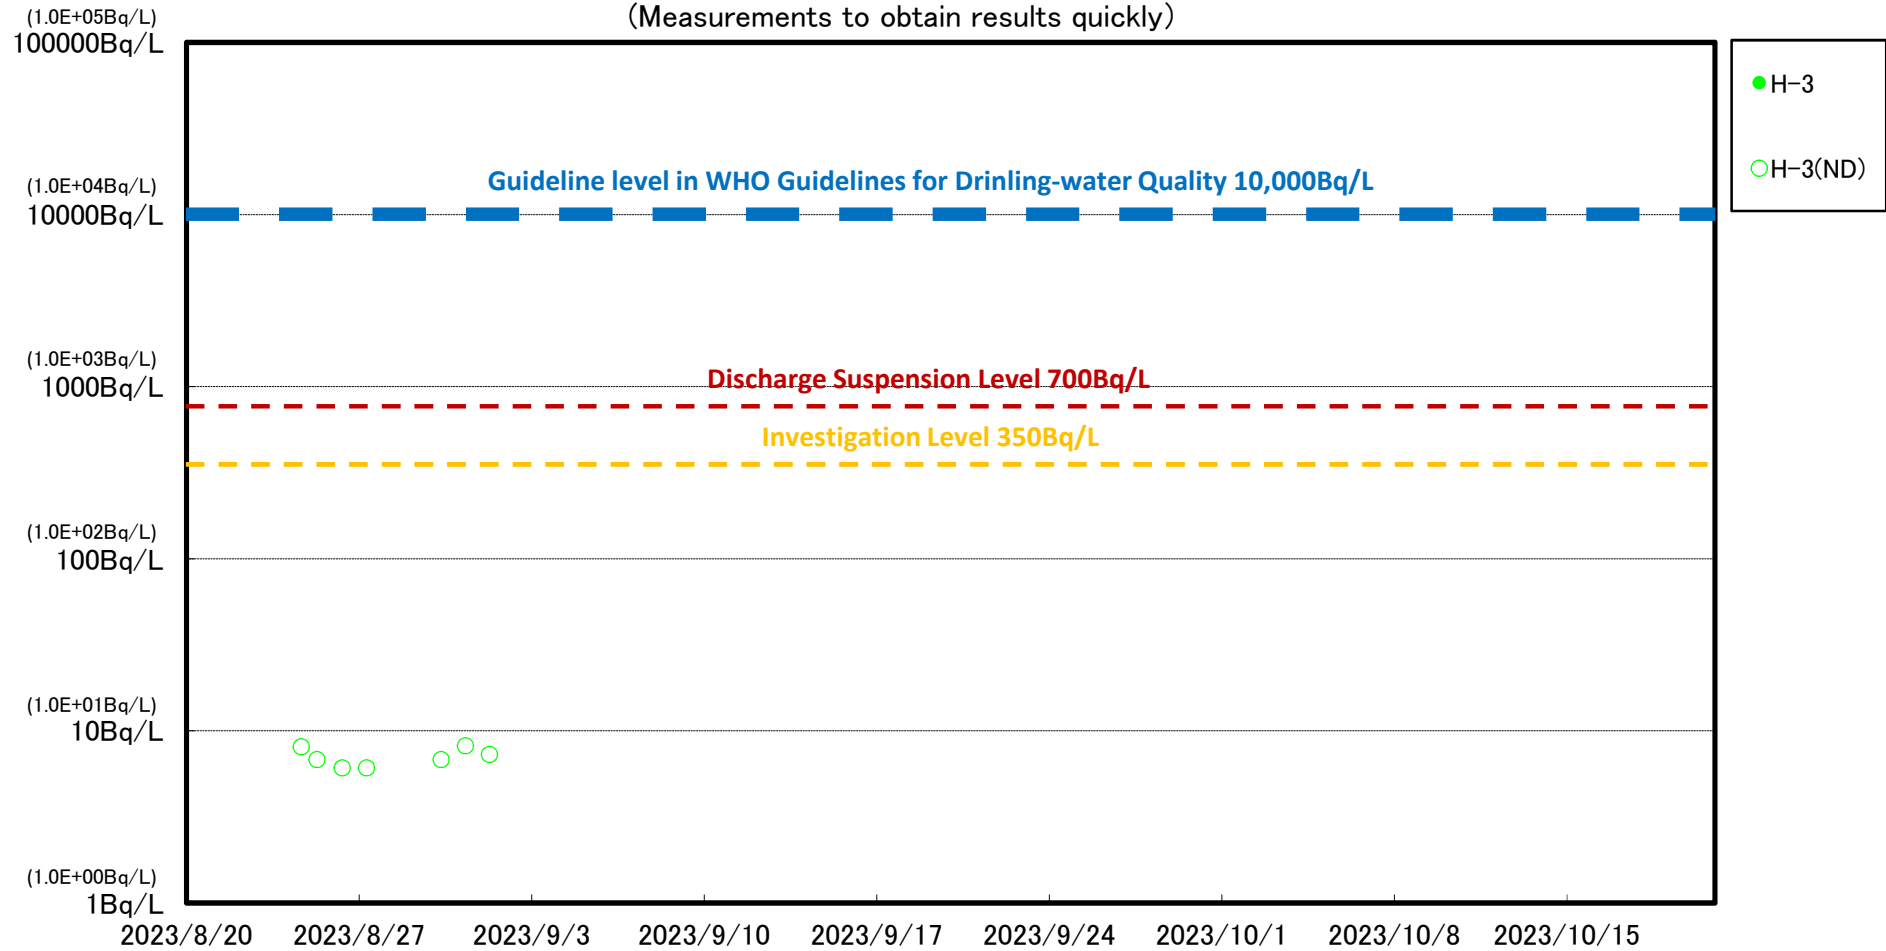 (Measurements to obtain results quickly)
(1.0E+05Bq/L)
100000Bq/L
(1.0E+04Bq/L)
10000Bq/L
(1.0E+03Bq/L)
1000Bq/L
(1.0E+02Bq/L)
100Bq/L
(1.0E+01Bq/L)
10Bq/L
(1.0E+00Bq/L)
1Bq/L
Guideline level in WHO Guidelines for Drinling-water Quality 10,000Bq/L
Discharge Suspension Level 700Bq/L
Investigation Level 350Bq/L
2023/8/20 2023/8/27 2023/9/3 2023/9/10 2023/9/17 2023/9/24 2023/10/1 2023/10/8 2023/10/15
H-3
H-3(ND)